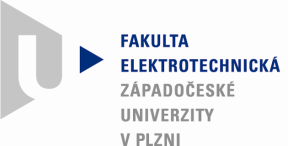 FAKULTA
ELEKTROTECHNICKÁ
ZÁPADOČESKÉ
UNIVERZITY
V PLZNI